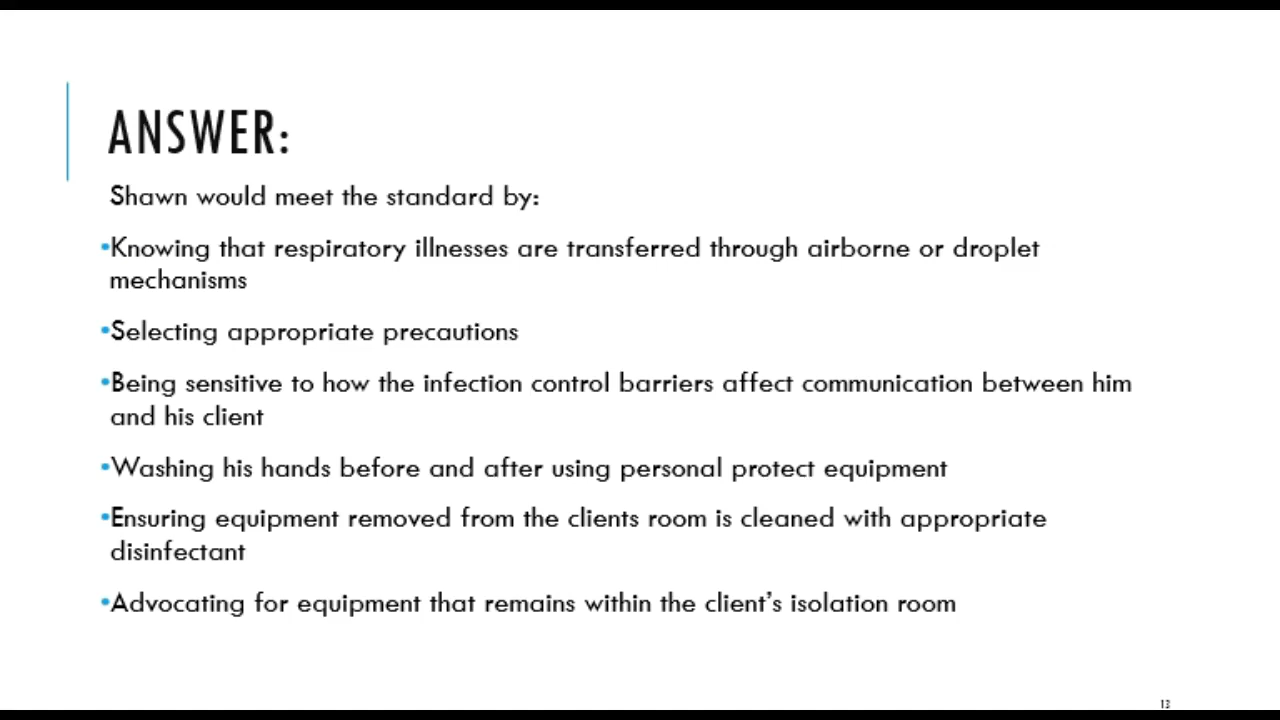 ANSWER:
Shawn would meet the standard by:
•Knowing that respiratory illnesses are transferred through airborne or droplet
mechanisms
•Selecting appropriate precautions
•Being sensitive to how the infection control barriers affect communication between him
and his client
•Washing his hands before and after using personal protect equipment
•Ensuring equipment removed from the clients room is cleaned with appropriate
disinfectant
•Advocating for equipment that remains within the client's isolation room
13